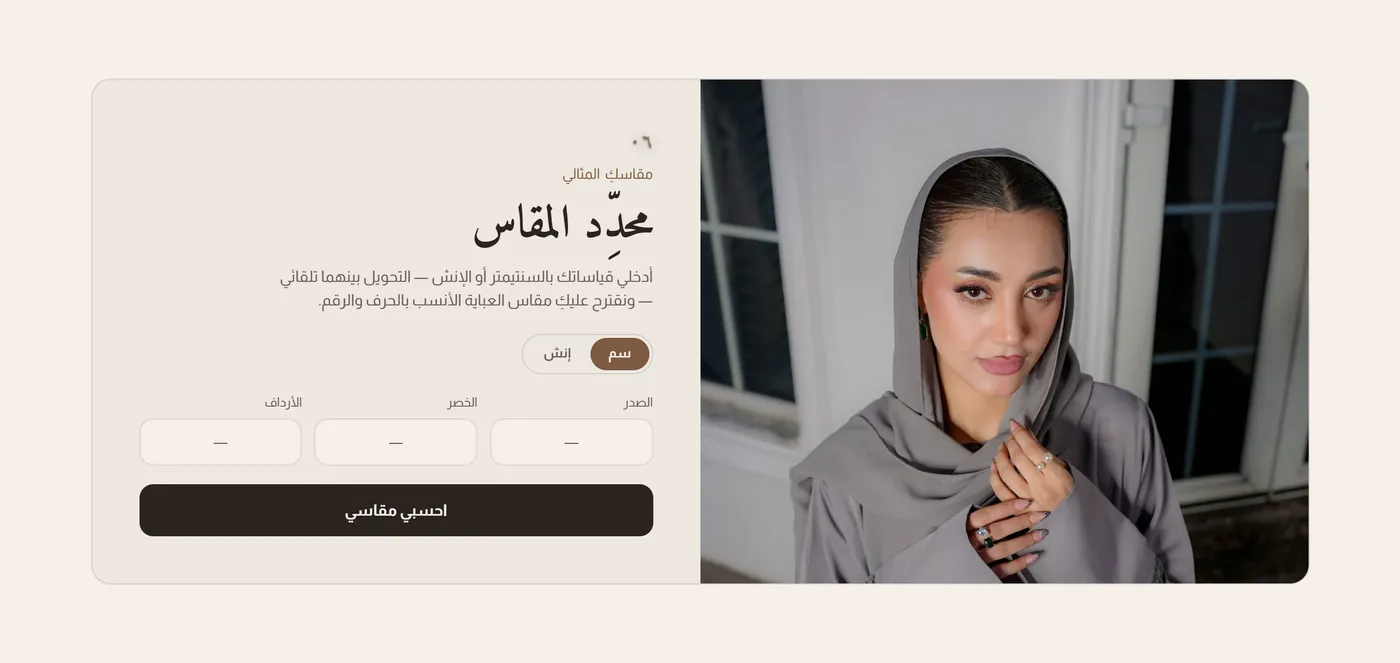 ٠٦
مقاسكِ المثالي
محدِّد المقاس
أدخلي قياساتك بالسنتيمتر أو الإنش — التحويل بينهما تلقائي
— ونقترح عليكِ مقاس العباية الأنسب بالحرف والرقم.
سم
إنش
الصدر
الخصر
الأرداف
—
—
—
احسبي مقاسي